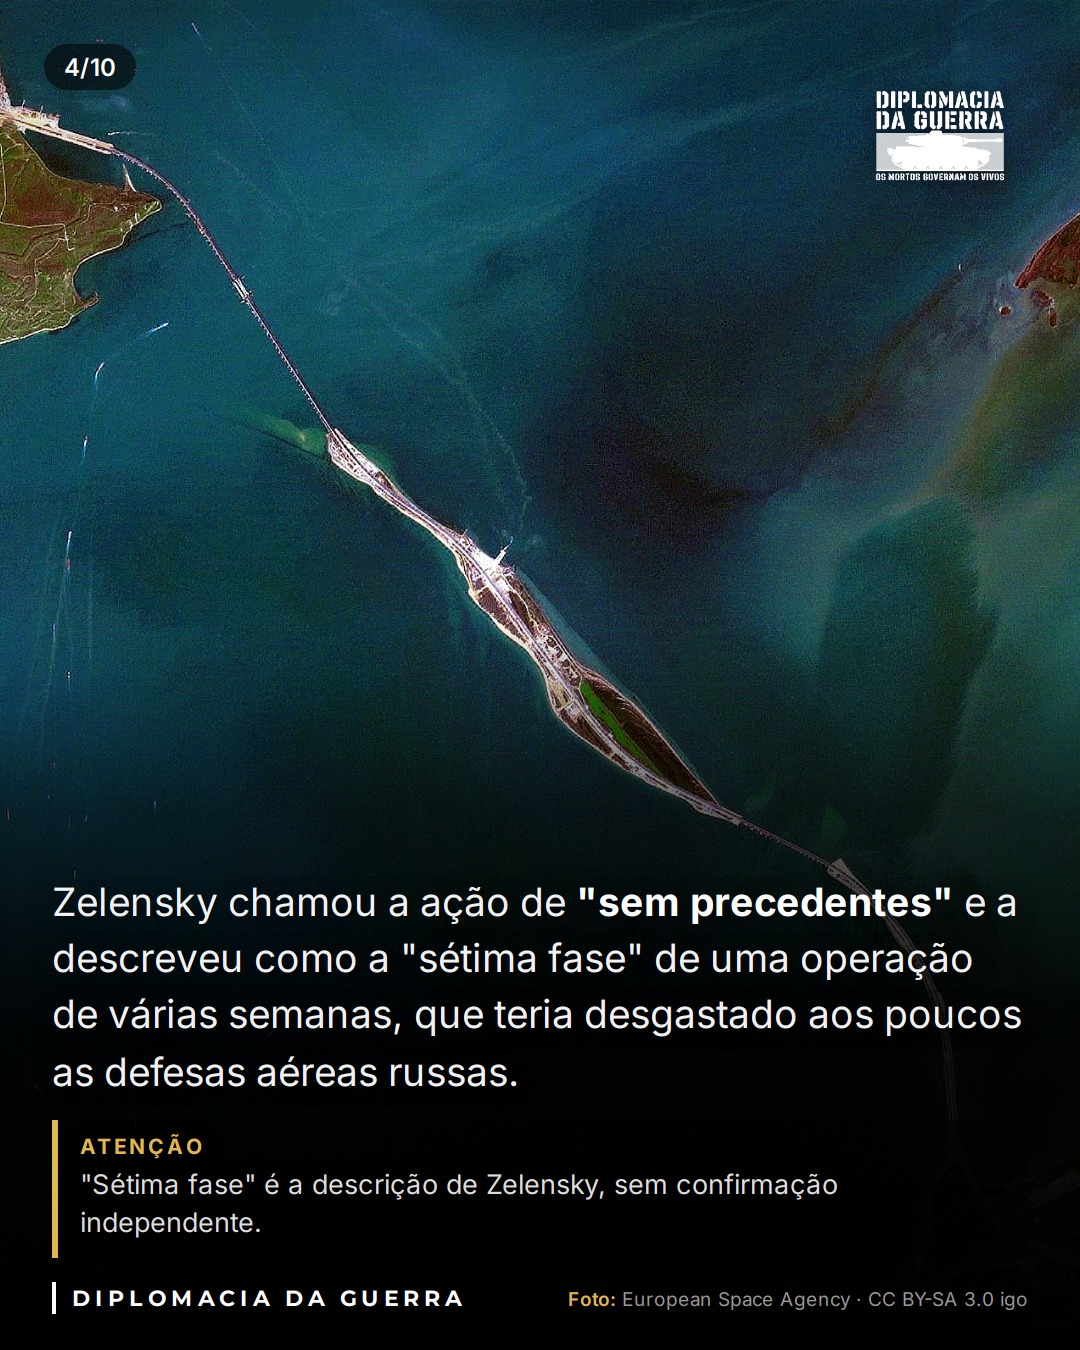 4/10
DIPLOMACIA
DA GUERRA
OS MORTOS GOVERNAM OS VIVOS
Zelensky chamou a ação de "sem precedentes" e a
descreveu como a "sétima fase" de uma operação
de várias semanas, que teria desgastado aos poucos
as defesas aéreas russas.
ATENÇÃO
"Sétima fase" é a descrição de Zelensky, sem confirmação
independente.
DIPLOMACIA DA GUERRA
Foto: European Space Agency · CC BY-SA 3.0 igo